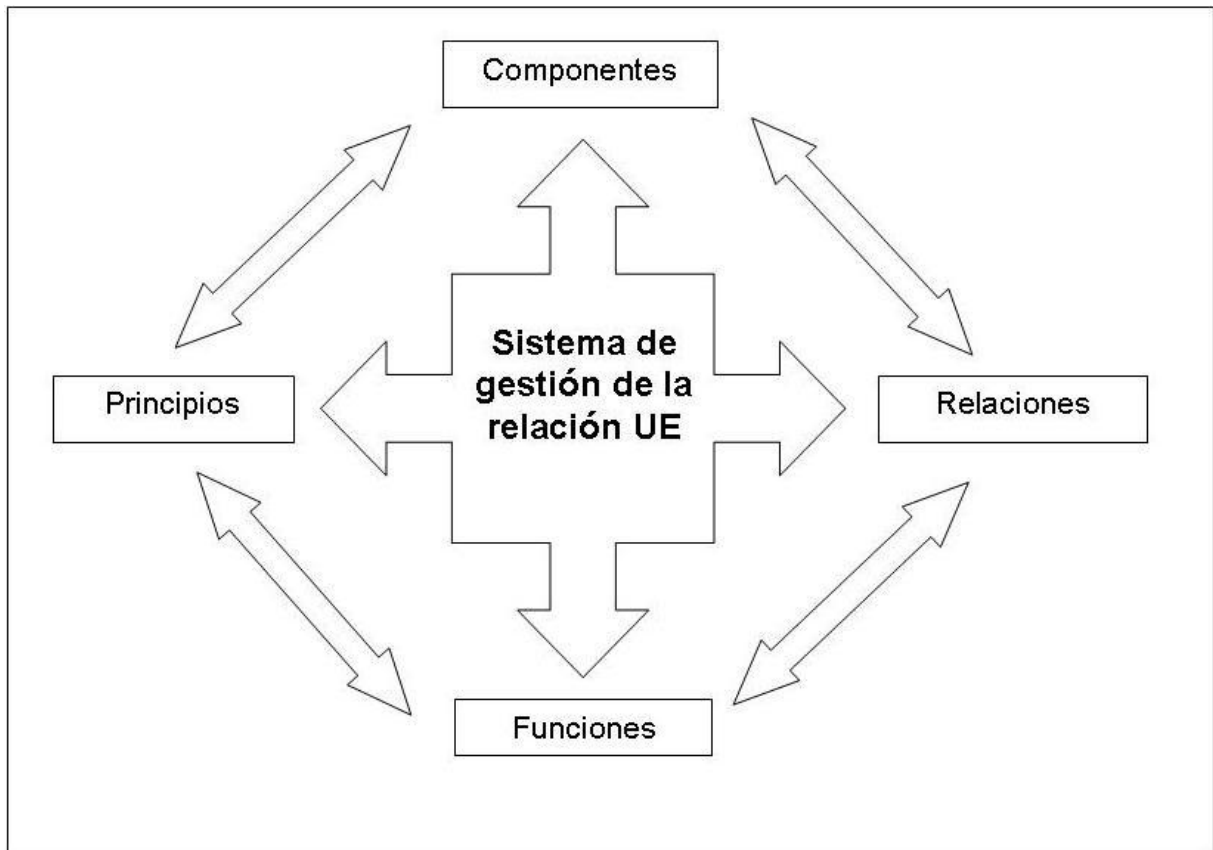 Componentes
Sistema de
gestión de la
relación UE
Principios
Relaciones
Funciones